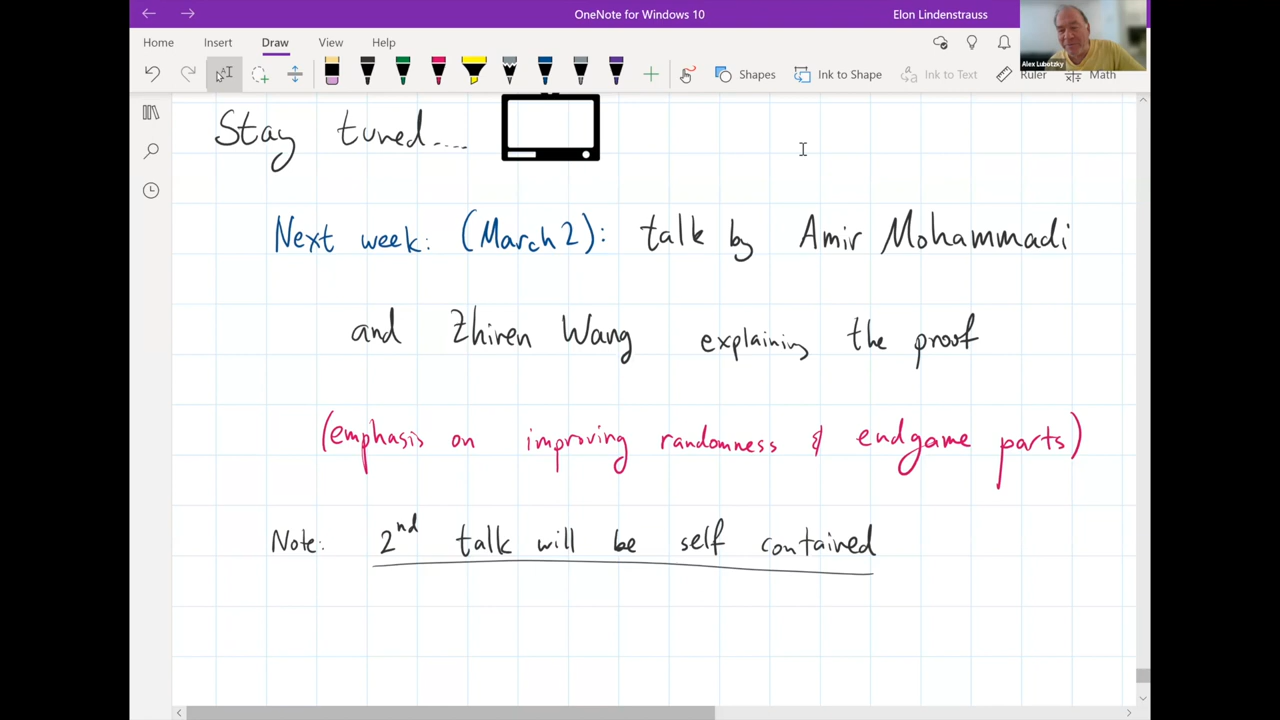 OneNote for Windows 10
Elon Lindenstrauss
Alex Lubotzky
Home Insert Draw View Help
Shapes Ink to Shape Ink to Text Ruler Math
Stay tuned....
Next week: (March 2): talk by Amir Mohammadi
and Zhiren Wang explaining the proof
(emphasis on improving randomness & endgame parts)
Note: 2nd talk will be self contained